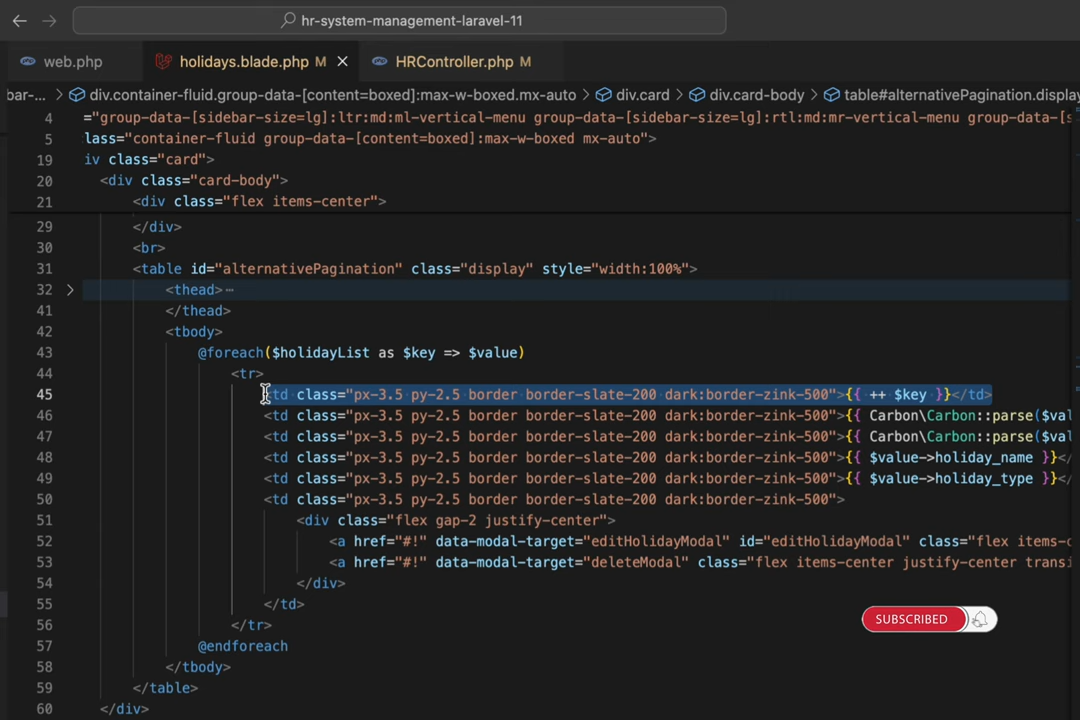 hr-system-management-laravel-11
web.php holidays.blade.php M HRController.php M
bar-... > div.container-fluid.group-data-[content=boxed]:max-w-boxed.mx-auto > div.card > div.card-body > table#alternativePagination.display
4 ="group-data-[sidebar-size=lg]:ltr:md:ml-vertical-menu group-data-[sidebar-size=lg]:rtl:md:mr-vertical-menu group-data-[s
5 lass="container-fluid group-data-[content=boxed]:max-w-boxed mx-auto">
19 iv class="card">
20 <div class="card-body">
21 <div class="flex items-center">
29 </div>
30 <br>
31 <table id="alternativePagination" class="display" style="width:100%">
32 <thead>⋯
41 </thead>
42 <tbody>
43 @foreach($holidayList as $key => $value)
44 <tr>
45 <td class="px-3.5 py-2.5 border border-slate-200 dark:border-zink-500">{{ ++ $key }}</td>
46 <td class="px-3.5 py-2.5 border border-slate-200 dark:border-zink-500">{{ Carbon\Carbon::parse($val
47 <td class="px-3.5 py-2.5 border border-slate-200 dark:border-zink-500">{{ Carbon\Carbon::parse($val
48 <td class="px-3.5 py-2.5 border border-slate-200 dark:border-zink-500">{{ $value->holiday_name }}</
49 <td class="px-3.5 py-2.5 border border-slate-200 dark:border-zink-500">{{ $value->holiday_type }}</
50 <td class="px-3.5 py-2.5 border border-slate-200 dark:border-zink-500">
51 <div class="flex gap-2 justify-center">
52 <a href="#!" data-modal-target="editHolidayModal" id="editHolidayModal" class="flex items-c
53 <a href="#!" data-modal-target="deleteModal" class="flex items-center justify-center transi
54 </div>
55 </td>
56 </tr>
57 @endforeach
58 </tbody>
59 </table>
60 </div>
SUBSCRIBED